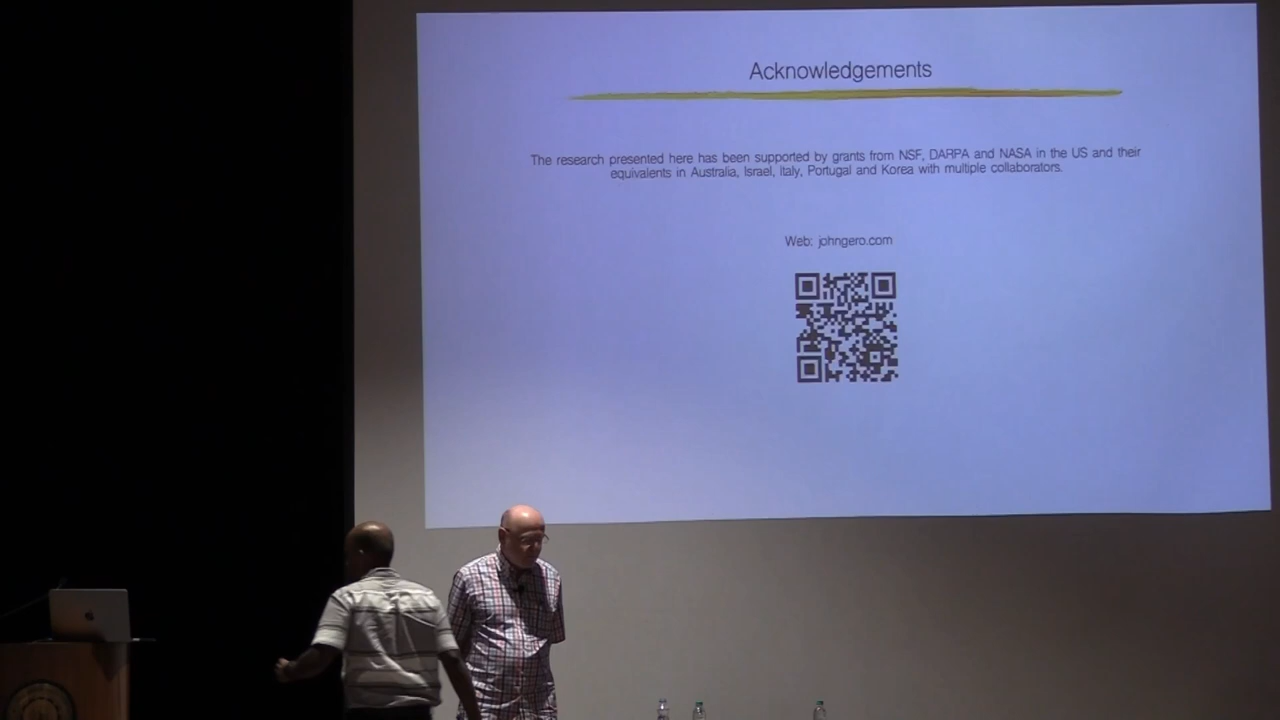 Acknowledgements
The research presented here has been supported by grants from NSF, DARPA and NASA in the US and their
equivalents in Australia, Israel, Italy, Portugal and Korea with multiple collaborators.
Web: johngero.com